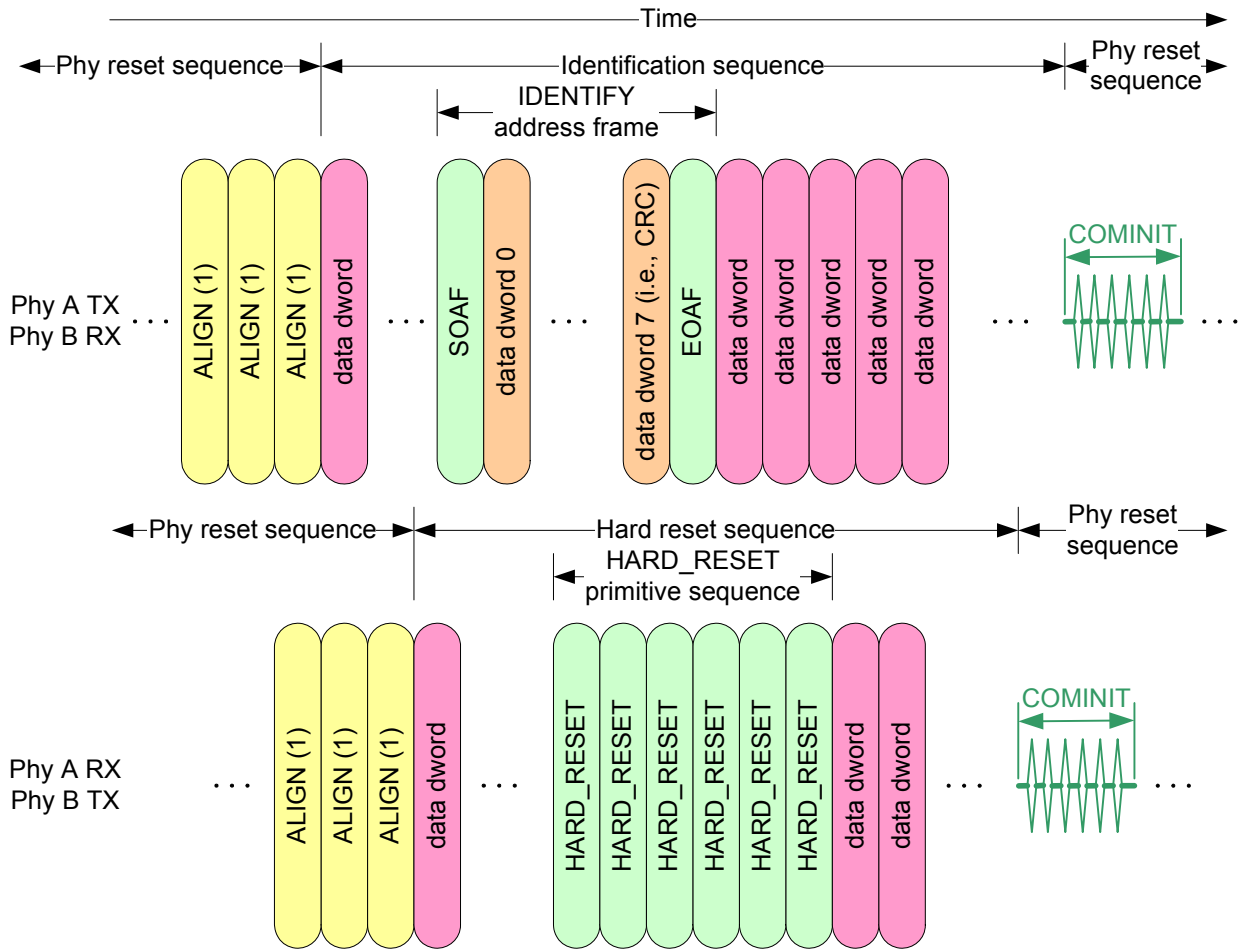 Time
Phy reset sequence
Identification sequence
Phy reset
sequence
IDENTIFY
address frame
Phy A TX
Phy B RX
. . .
ALIGN (1)
ALIGN (1)
ALIGN (1)
data dword
. . .
SOAF
data dword 0
. . .
data dword 7 (i.e., CRC)
EOAF
data dword
data dword
data dword
data dword
data dword
. . .
COMINIT
. . .
Phy reset sequence
Hard reset sequence
Phy reset
sequence
HARD_RESET
primitive sequence
Phy A RX
Phy B TX
. . .
ALIGN (1)
ALIGN (1)
ALIGN (1)
data dword
. . .
HARD_RESET
HARD_RESET
HARD_RESET
HARD_RESET
HARD_RESET
HARD_RESET
data dword
data dword
. . .
COMINIT
. . .